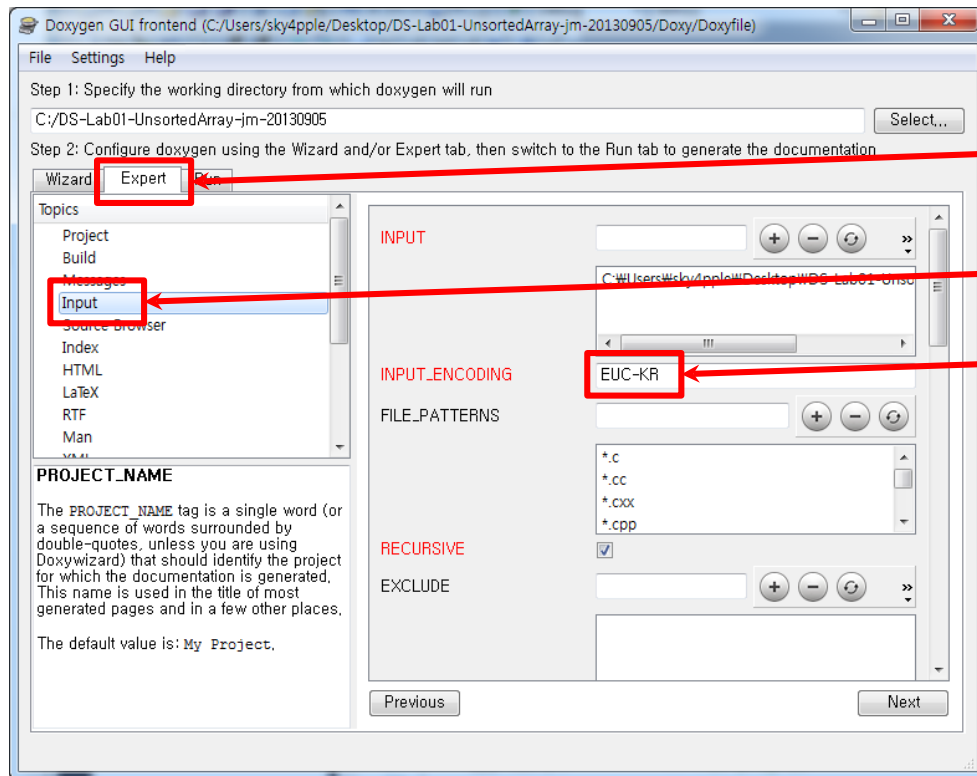 Doxygen GUI frontend (C:/Users/sky4pple/Desktop/DS-Lab01-UnsortedArray-jm-20130905/Doxy/Doxyfile)
File Settings Help
Step 1: Specify the working directory from which doxygen will run
C:/DS-Lab01-UnsortedArray-jm-20130905
Select...
Step 2: Configure doxygen using the Wizard and/or Expert tab, then switch to the Run tab to generate the documentation
Wizard Expert Run
Topics
Project
Build
Messages
Input
Source Browser
Index
HTML
LaTeX
RTF
Man
XML
PROJECT_NAME
The PROJECT_NAME tag is a single word (or
a sequence of words surrounded by
double-quotes, unless you are using
Doxywizard) that should identify the project
for which the documentation is generated.
This name is used in the title of most
generated pages and in a few other places.
The default value is: My Project.
INPUT
C:₩Users₩sky4pple₩Desktop₩DS-Lab01-Unso
INPUT_ENCODING
EUC-KR
FILE_PATTERNS
*.c
*.cc
*.cxx
*.cpp
RECURSIVE
EXCLUDE
Previous
Next